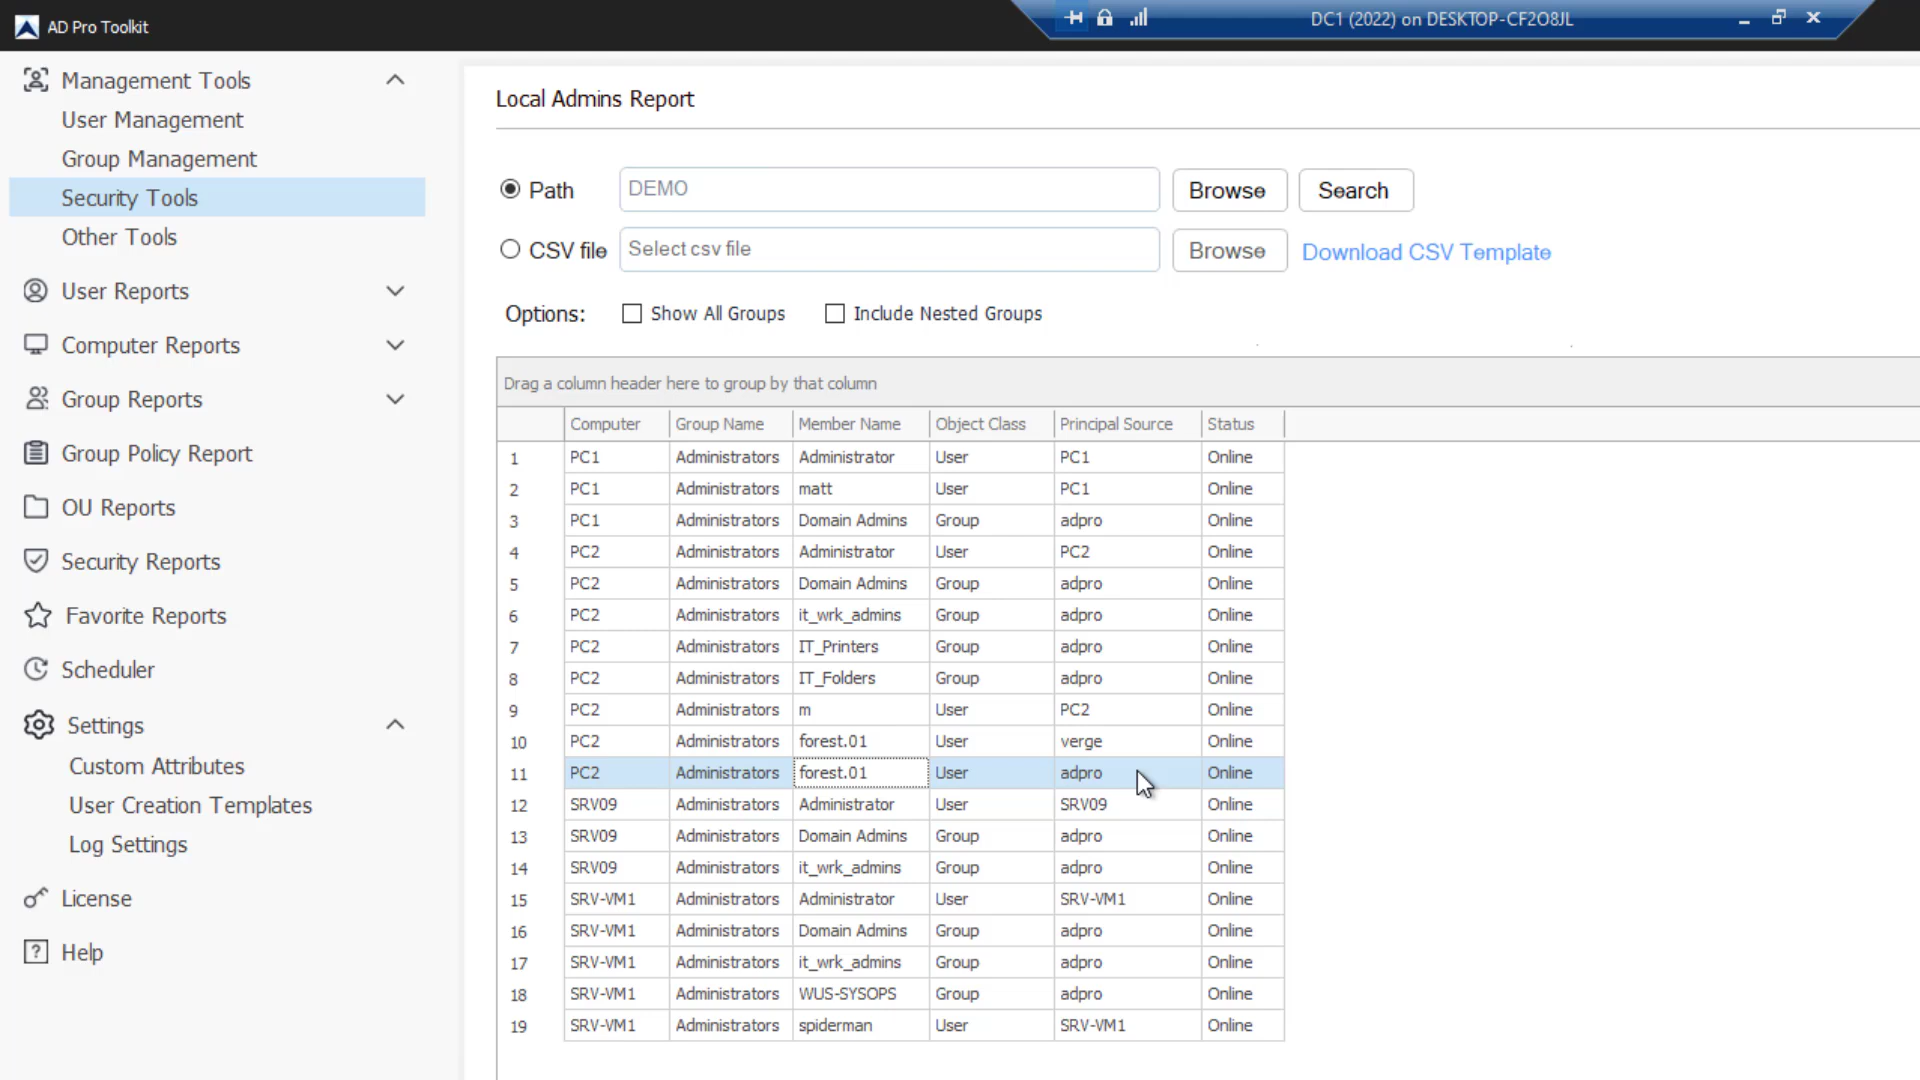 AD Pro Toolkit
DC1 (2022) on DESKTOP-CF2O8JL
Management Tools
User Management
Group Management
Security Tools
Other Tools
User Reports
Computer Reports
Group Reports
Group Policy Report
OU Reports
Security Reports
Favorite Reports
Scheduler
Settings
Custom Attributes
User Creation Templates
Log Settings
License
Help
Local Admins Report
Path DEMO Browse Search
CSV file Select csv file Browse Download CSV Template
Options: Show All Groups Include Nested Groups
Drag a column header here to group by that column
Computer Group Name Member Name Object Class Principal Source Status
1 PC1 Administrators Administrator User PC1 Online
2 PC1 Administrators matt User PC1 Online
3 PC1 Administrators Domain Admins Group adpro Online
4 PC2 Administrators Administrator User PC2 Online
5 PC2 Administrators Domain Admins Group adpro Online
6 PC2 Administrators it_wrk_admins Group adpro Online
7 PC2 Administrators IT_Printers Group adpro Online
8 PC2 Administrators IT_Folders Group adpro Online
9 PC2 Administrators m User PC2 Online
10 PC2 Administrators forest.01 User verge Online
11 PC2 Administrators forest.01 User adpro Online
12 SRV09 Administrators Administrator User SRV09 Online
13 SRV09 Administrators Domain Admins Group adpro Online
14 SRV09 Administrators it_wrk_admins Group adpro Online
15 SRV-VM1 Administrators Administrator User SRV-VM1 Online
16 SRV-VM1 Administrators Domain Admins Group adpro Online
17 SRV-VM1 Administrators it_wrk_admins Group adpro Online
18 SRV-VM1 Administrators WUS-SYSOPS Group adpro Online
19 SRV-VM1 Administrators spiderman User SRV-VM1 Online